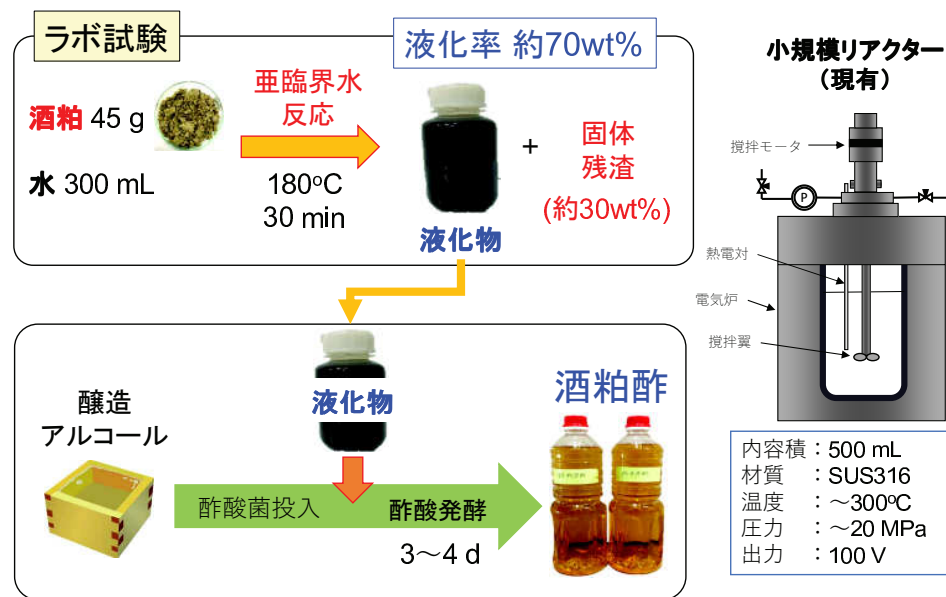 ラボ試験
液化率 約70wt%
酒粕 45 g
水 300 mL
亜臨界水
反応
180oC
30 min
液化物
+
固体
残渣
(約30wt%)
醸造
アルコール
液化物
酢酸菌投入
酢酸発酵
3~4 d
酒粕酢
小規模リアクター
(現有)
撹拌モータ
P
熱電対
電気炉
撹拌翼
内容積:500 mL
材質 :SUS316
温度 :~300ºC
圧力 :~20 MPa
出力 :100 V